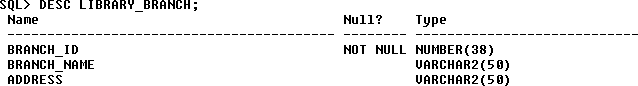 SQL> DESC LIBRARY_BRANCH;
Name Null? Type
----------------------------------------- -------- ----------------------------
BRANCH_ID NOT NULL NUMBER(38)
BRANCH_NAME VARCHAR2(50)
ADDRESS VARCHAR2(50)